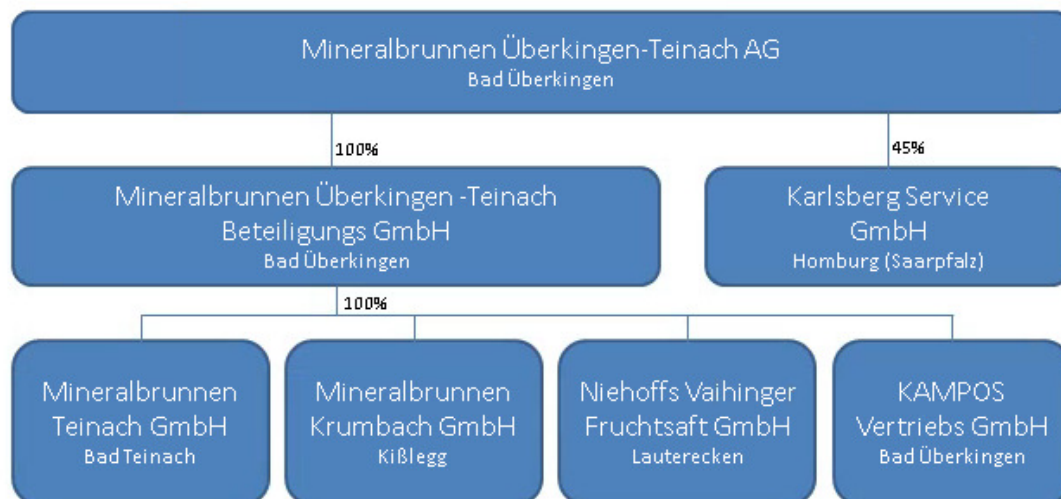 Mineralbrunnen Überkingen-Teinach AG
Bad Überkingen
100%
45%
Mineralbrunnen Überkingen -Teinach
Beteiligungs GmbH
Bad Überkingen
Karlsberg Service
GmbH
Homburg (Saarpfalz)
100%
Mineralbrunnen
Teinach GmbH
Bad Teinach
Mineralbrunnen
Krumbach GmbH
Kißlegg
Niehoffs Vaihinger
Fruchtsaft GmbH
Lauterecken
KAMPOS
Vertriebs GmbH
Bad Überkingen